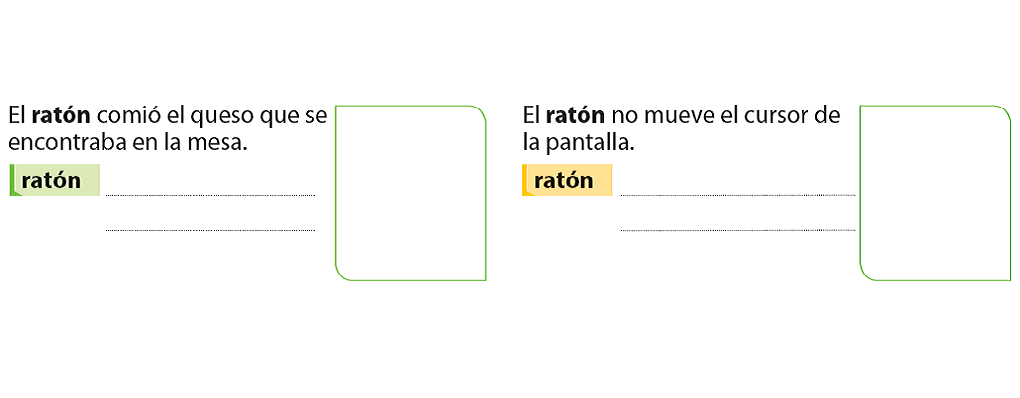 El ratón comió el queso que se
encontraba en la mesa.
ratón
El ratón no mueve el cursor de
la pantalla.
ratón